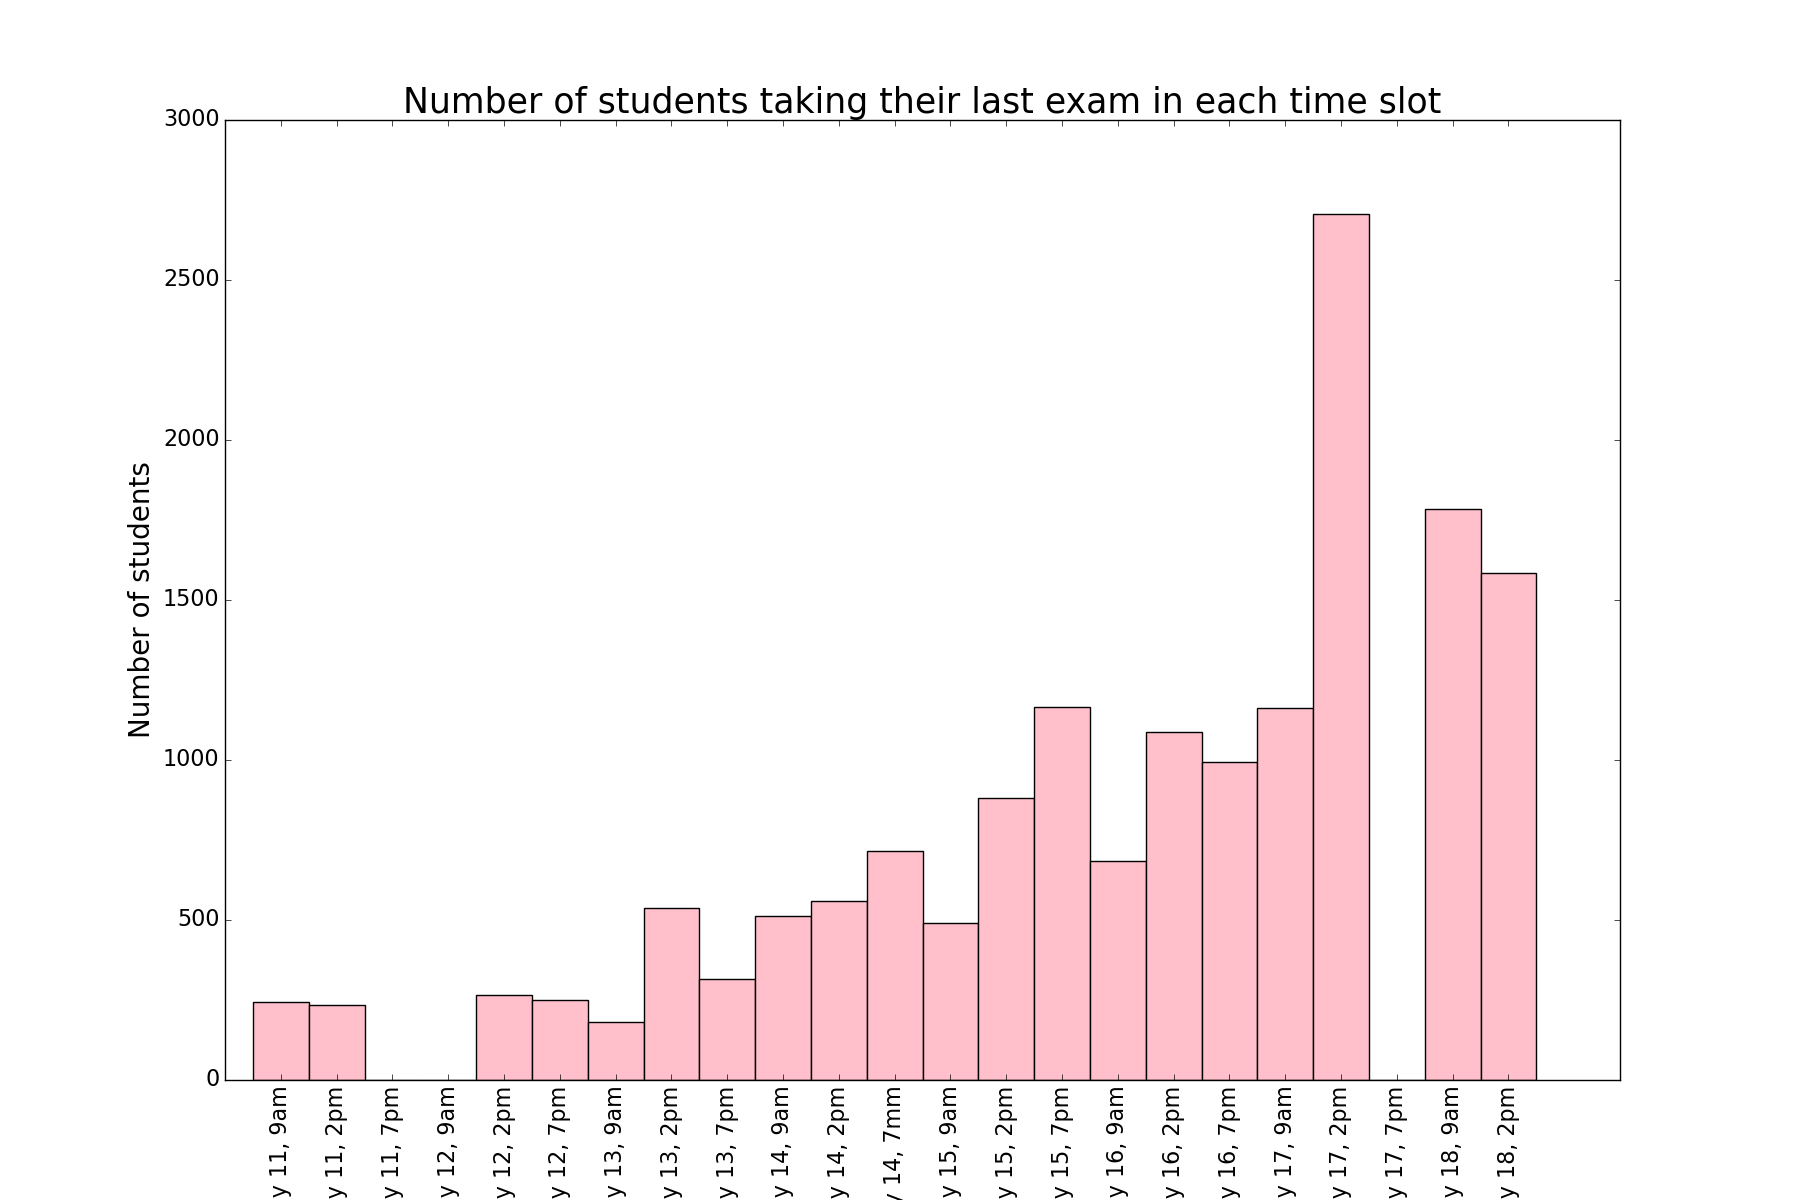 Number of students taking their last exam in each time slot
Number of students
3000
2500
2000
1500
1000
500
0
y 11, 9am
y 11, 2pm
y 11, 7pm
y 12, 9am
y 12, 2pm
y 12, 7pm
y 13, 9am
y 13, 2pm
y 13, 7pm
y 14, 9am
y 14, 2pm
y 14, 7mm
y 15, 9am
y 15, 2pm
y 15, 7pm
y 16, 9am
y 16, 2pm
y 16, 7pm
y 17, 9am
y 17, 2pm
y 17, 7pm
y 18, 9am
y 18, 2pm